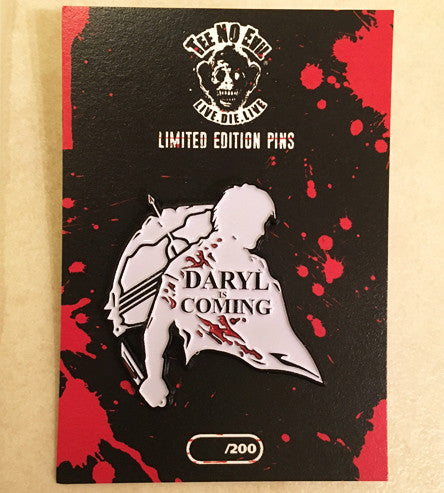 TEE NO EVIL
LIVE.DIE.LIVE
LIMITED EDITION PINS
DARYL
IS
COMING
/200